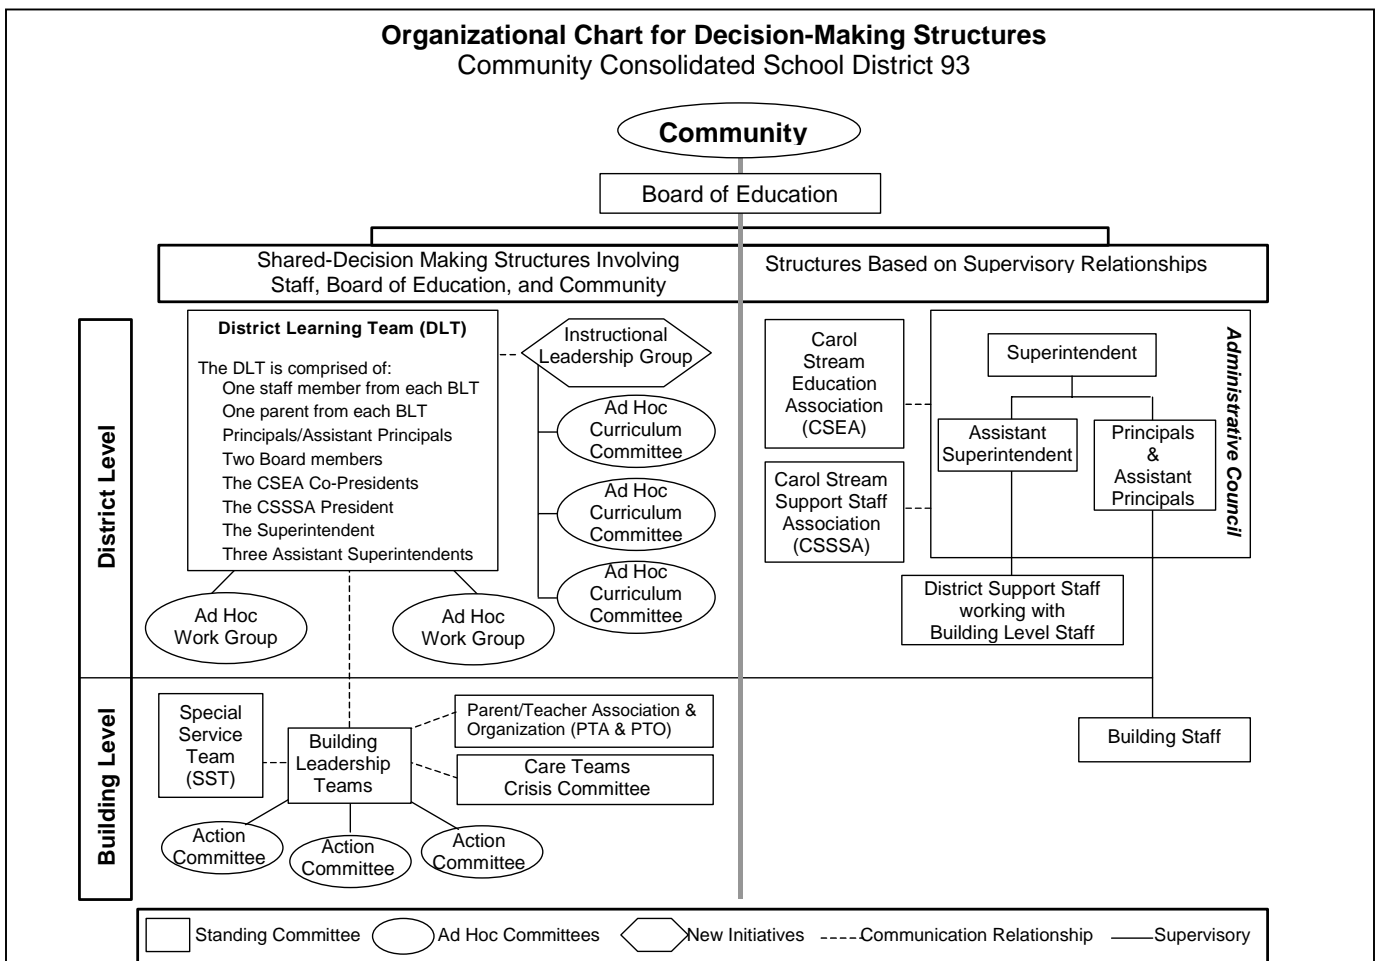 Organizational Chart for Decision-Making Structures
Community Consolidated School District 93
Community
Board of Education
Shared-Decision Making Structures Involving
Staff, Board of Education, and Community
Structures Based on Supervisory Relationships
District Level
District Learning Team (DLT)
The DLT is comprised of:
One staff member from each BLT
One parent from each BLT
Principals/Assistant Principals
Two Board members
The CSEA Co-Presidents
The CSSSA President
The Superintendent
Three Assistant Superintendents
Instructional
Leadership Group
Ad Hoc
Curriculum
Committee
Ad Hoc
Curriculum
Committee
Ad Hoc
Curriculum
Committee
Ad Hoc
Work Group
Ad Hoc
Work Group
Carol
Stream
Education
Association
(CSEA)
Carol Stream
Support Staff
Association
(CSSSA)
Administrative Council
Superintendent
Assistant
Superintendent
Principals
&
Assistant
Principals
District Support Staff
working with
Building Level Staff
Building Level
Special
Service
Team
(SST)
Building
Leadership
Teams
Parent/Teacher Association &
Organization (PTA & PTO)
Care Teams
Crisis Committee
Action
Committee
Action
Committee
Action
Committee
Building Staff
Standing Committee
Ad Hoc Committees
New Initiatives
Communication Relationship
Supervisory